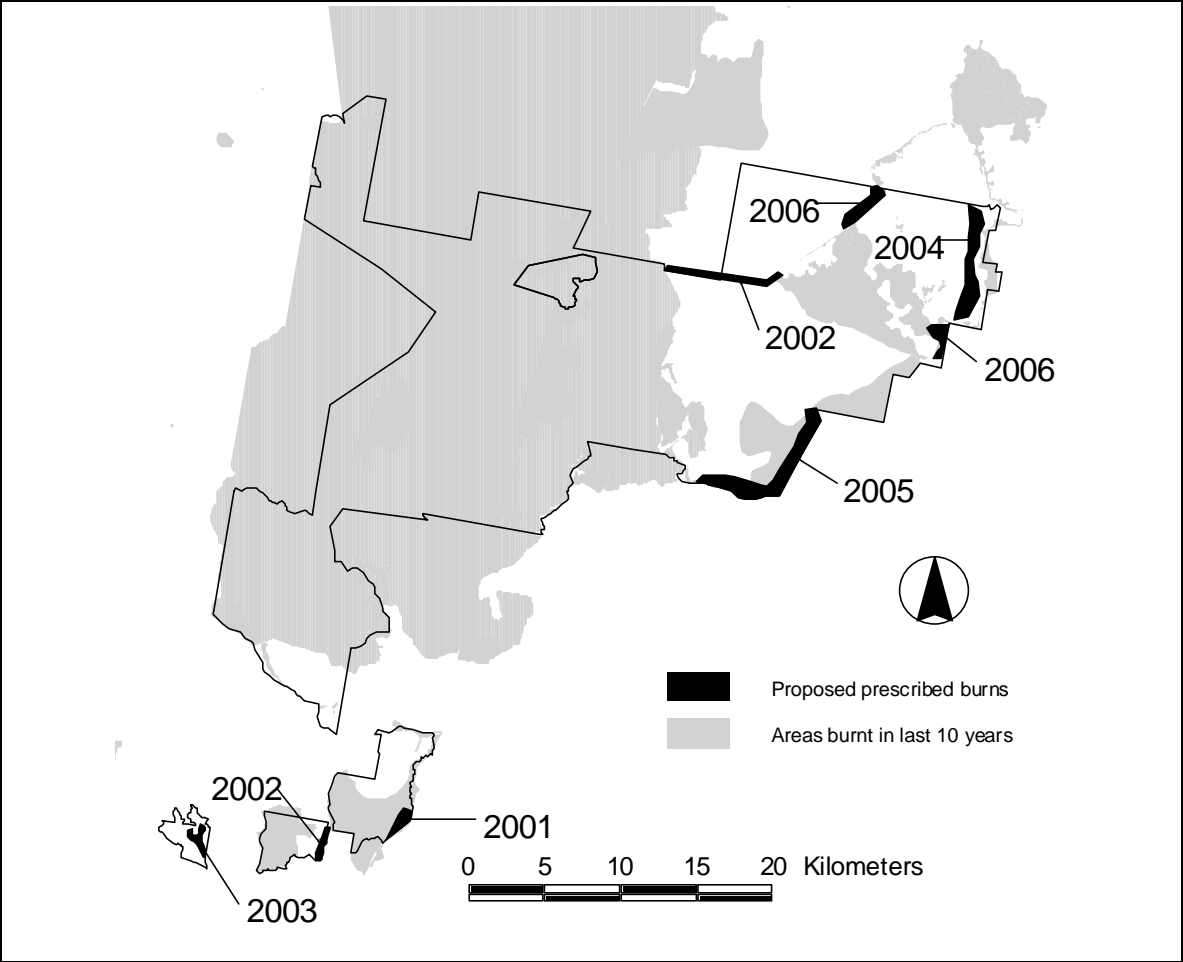 2006
2004
2002
2006
2005
Proposed prescribed burns
Areas burnt in last 10 years
2002
2001
0 5 10 15 20 Kilometers
2003